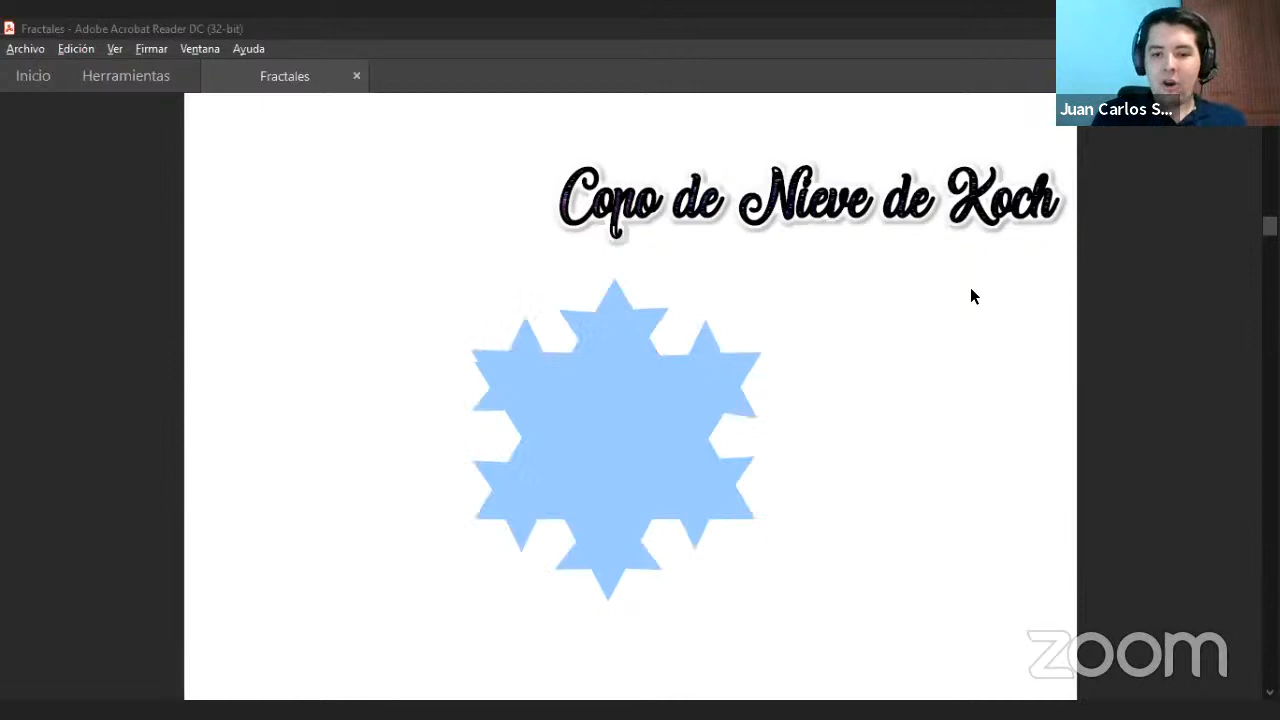 Fractales - Adobe Acrobat Reader DC (32-bit)
Archivo Edición Ver Firmar Ventana Ayuda
Inicio Herramientas Fractales ×
Juan Carlos S...
Copo de Nieve de Koch
zoom